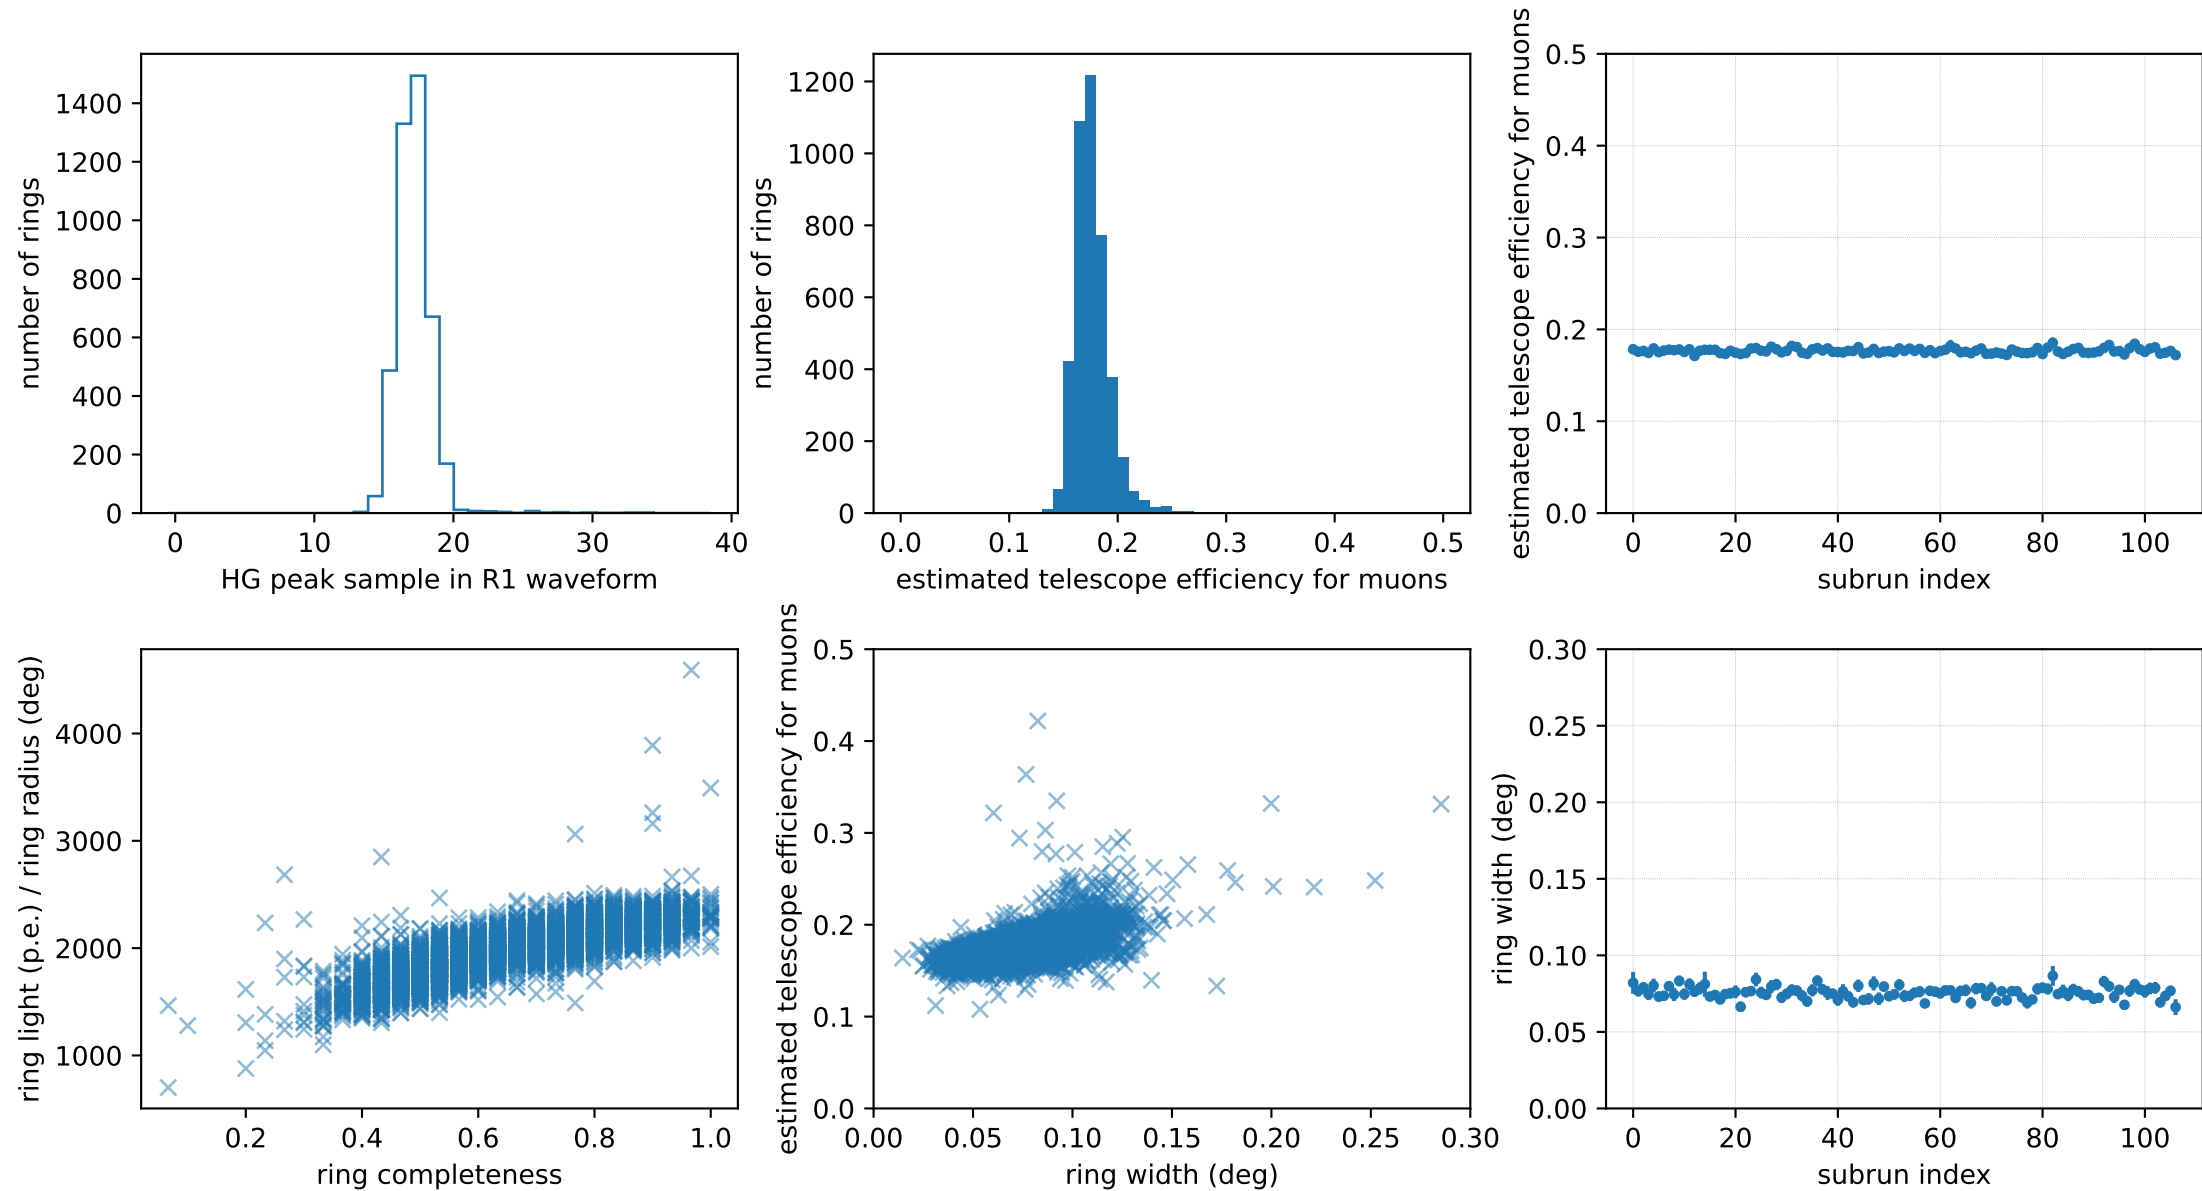 number of rings
1400
1200
1000
800
600
400
200
0
0 10 20 30 40
HG peak sample in R1 waveform
number of rings
1200
1000
800
600
400
200
0
0.0 0.1 0.2 0.3 0.4 0.5
estimated telescope efficiency for muons
estimated telescope efficiency for muons
0.5
0.4
0.3
0.2
0.1
0.0
0 20 40 60 80 100
subrun index
ring light (p.e.) / ring radius (deg)
4000
3000
2000
1000
0.2 0.4 0.6 0.8 1.0
ring completeness
estimated telescope efficiency for muons
0.5
0.4
0.3
0.2
0.1
0.0
0.00 0.05 0.10 0.15 0.20 0.25 0.30
ring width (deg)
ring width (deg)
0.30
0.25
0.20
0.15
0.10
0.05
0.00
0 20 40 60 80 100
subrun index